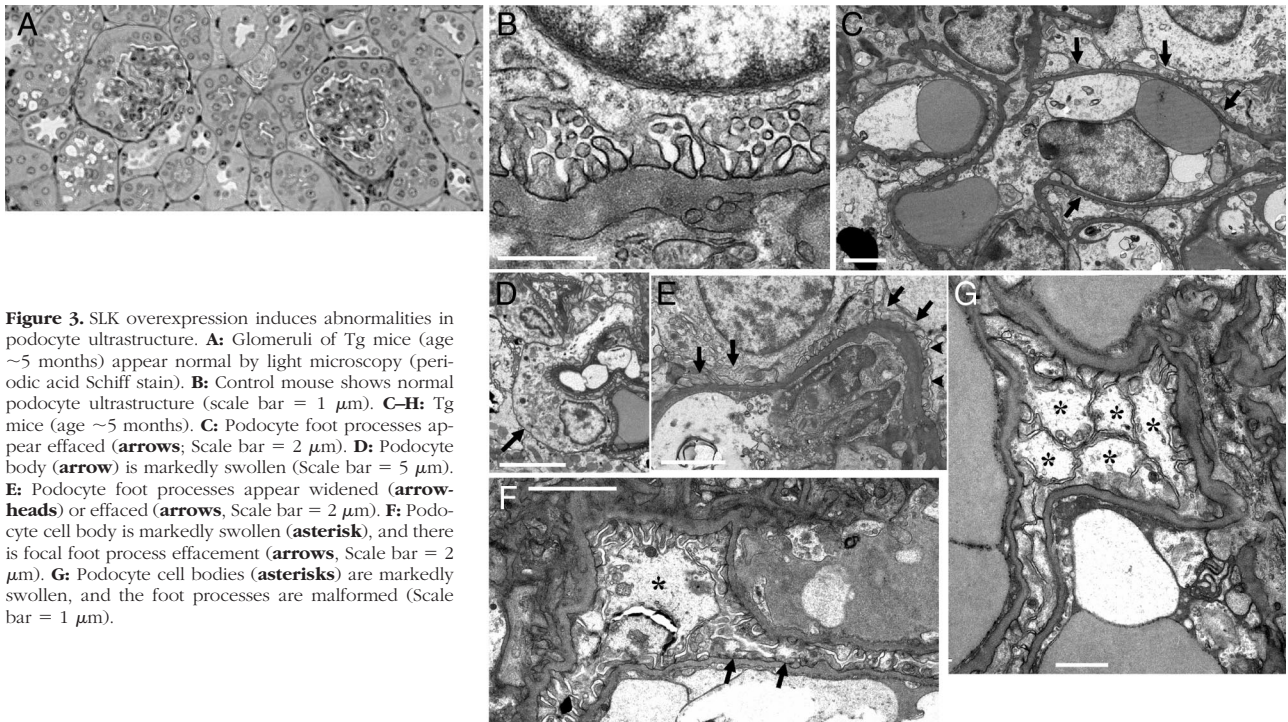 A
B
C
D
E
G
F
*
* * *
* *
Figure 3. SLK overexpression induces abnormalities in
podocyte ultrastructure. A: Glomeruli of Tg mice (age
~5 months) appear normal by light microscopy (peri-
odic acid Schiff stain). B: Control mouse shows normal
podocyte ultrastructure (scale bar = 1 μm). C–H: Tg
mice (age ~5 months). C: Podocyte foot processes ap-
pear effaced (arrows; Scale bar = 2 μm). D: Podocyte
body (arrow) is markedly swollen (Scale bar = 5 μm).
E: Podocyte foot processes appear widened (arrow-
heads) or effaced (arrows, Scale bar = 2 μm). F: Podo-
cyte cell body is markedly swollen (asterisk), and there
is focal foot process effacement (arrows, Scale bar = 2
μm). G: Podocyte cell bodies (asterisks) are markedly
swollen, and the foot processes are malformed (Scale
bar = 1 μm).